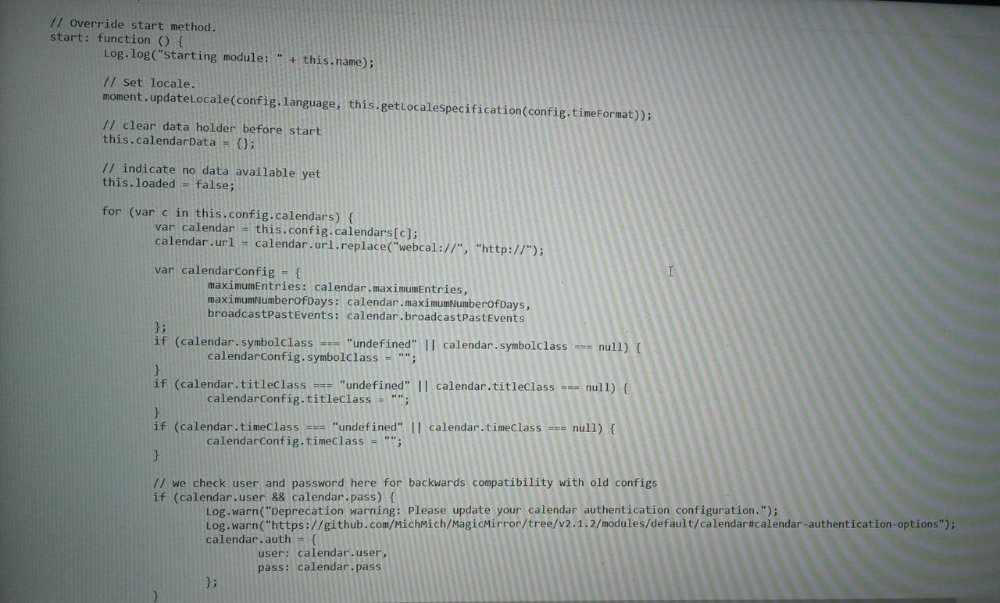 // Override start method.
start: function () {
Log.log("Starting module: " + this.name);
// Set locale.
moment.updateLocale(config.language, this.getLocaleSpecification(config.timeFormat));
// clear data holder before start
this.calendarData = {};
// indicate no data available yet
this.loaded = false;
for (var c in this.config.calendars) {
var calendar = this.config.calendars[c];
calendar.url = calendar.url.replace("webcal://", "http://");
var calendarConfig = {
maximumEntries: calendar.maximumEntries,
maximumNumberOfDays: calendar.maximumNumberOfDays,
broadcastPastEvents: calendar.broadcastPastEvents
};
if (calendar.symbolClass === "undefined" || calendar.symbolClass === null) {
calendarConfig.symbolClass = "";
}
if (calendar.titleClass === "undefined" || calendar.titleClass === null) {
calendarConfig.titleClass = "";
}
if (calendar.timeClass === "undefined" || calendar.timeClass === null) {
calendarConfig.timeClass = "";
}
// we check user and password here for backwards compatibility with old configs
if (calendar.user && calendar.pass) {
Log.warn("Deprecation warning: Please update your calendar authentication configuration.");
Log.warn("https://github.com/MichMich/MagicMirror/tree/v2.1.2/modules/default/calendar#calendar-authentication-options");
calendar.auth = {
user: calendar.user,
pass: calendar.pass
};
}